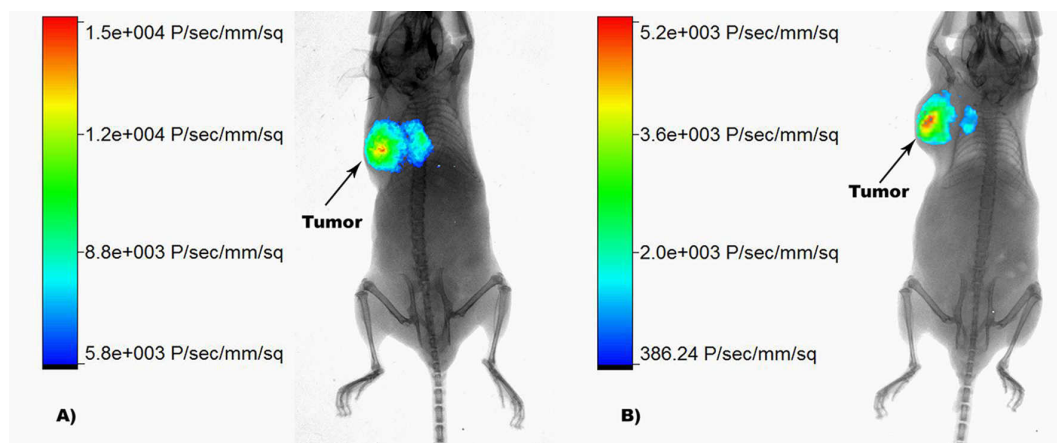 1.5e+004 P/sec/mm/sq
1.2e+004 P/sec/mm/sq
8.8e+003 P/sec/mm/sq
5.8e+003 P/sec/mm/sq
Tumor
A)
5.2e+003 P/sec/mm/sq
3.6e+003 P/sec/mm/sq
2.0e+003 P/sec/mm/sq
386.24 P/sec/mm/sq
Tumor
B)